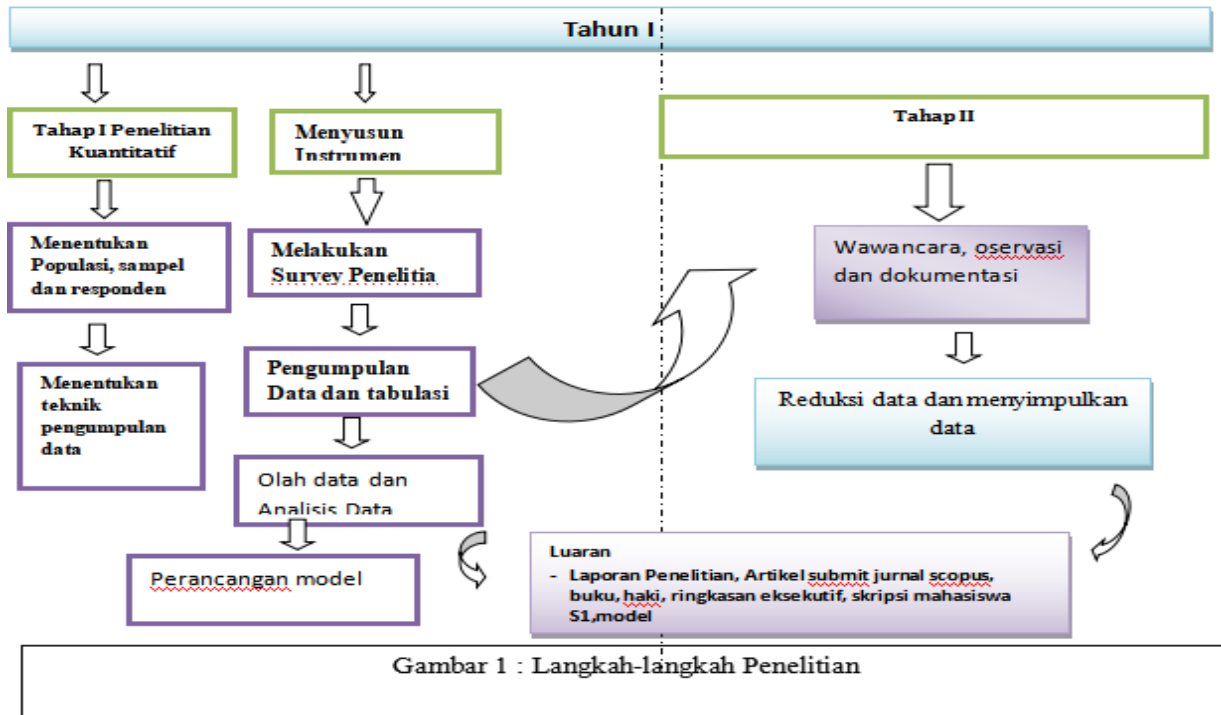 Tahun I
Tahap I Penelitian
Kuantitatif
Menyusun
Instrumen
Tahap II
Menentukan
Populasi, sampel
dan responden
Melakukan
Survey Penelitia
Wawancara, oservasi
dan dokumentasi
Menentukan
teknik
pengumpulan
data
Pengumpulan
Data dan tabulasi
Reduksi data dan menyimpulkan
data
Olah data dan
Analisis Data
Perancangan model
Luaran
- Laporan Penelitian, Artikel submit jurnal scopus,
buku, haki, ringkasan eksekutif, skripsi mahasiswa
S1,model
Gambar 1 : Langkah-langkah Penelitian